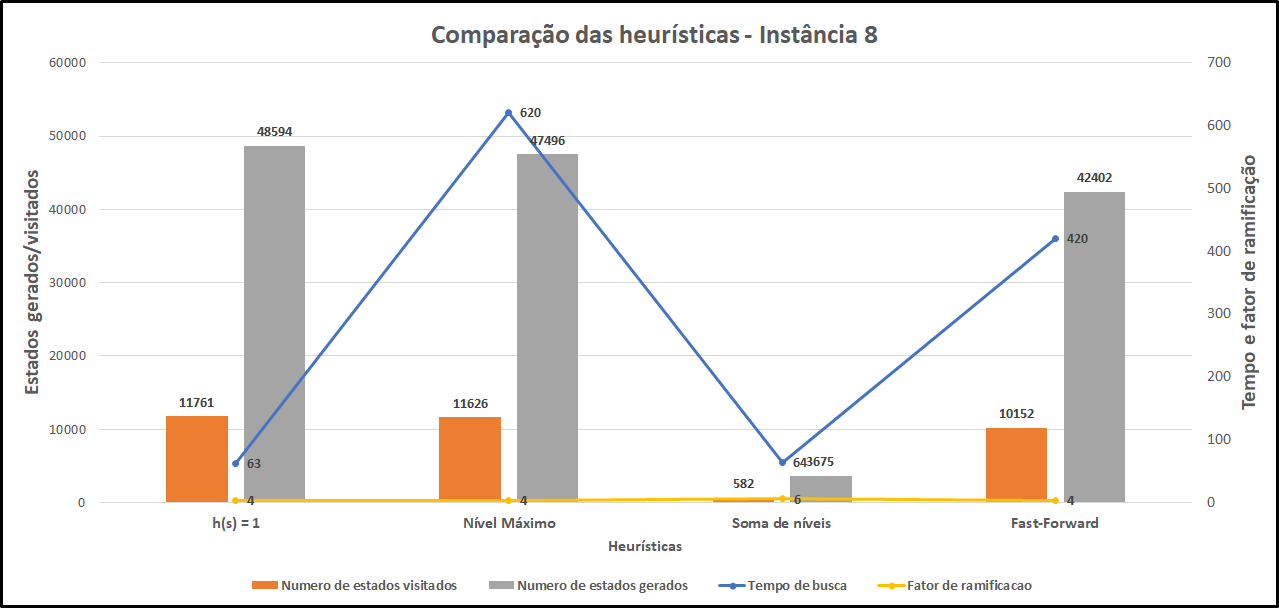 Comparação das heurísticas - Instância 8
Estados gerados/visitados
Tempo e fator de ramificação
60000
50000
40000
30000
20000
10000
0
700
600
500
400
300
200
100
0
48594
620
47496
42402
420
11761
11626
10152
63
64
3675
582
4
4
6
4
h(s) = 1
Nível Máximo
Soma de níveis
Fast-Forward
Heurísticas
Numero de estados visitados
Numero de estados gerados
Tempo de busca
Fator de ramificacao